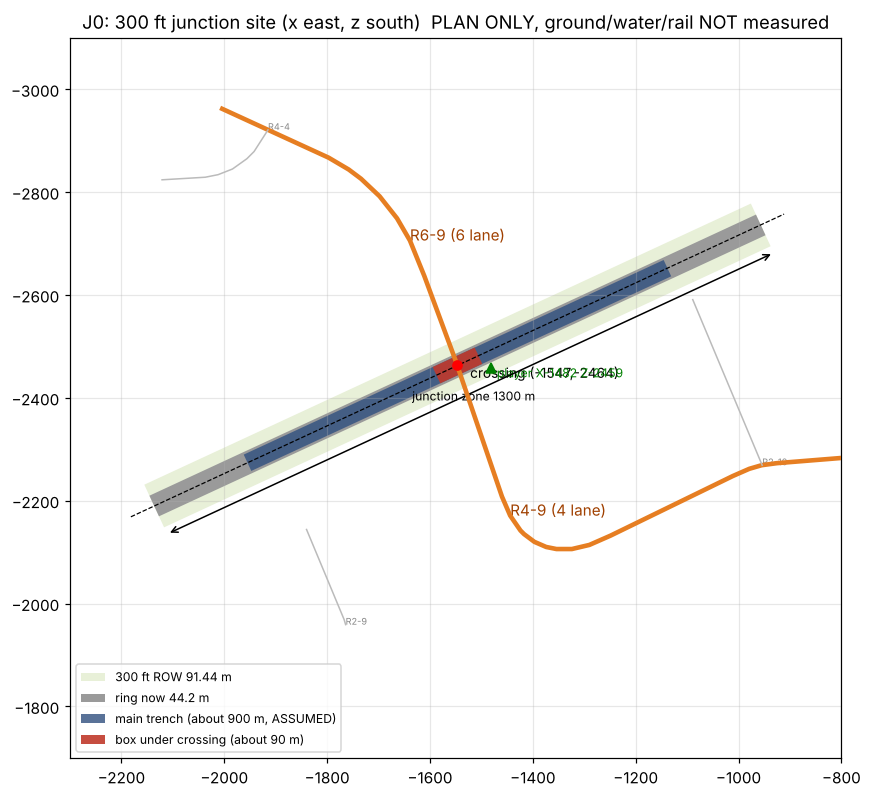 J0: 300 ft junction site (x east, z south)  PLAN ONLY, ground/water/rail NOT measured
−3000
−2800
−2600
−2400
−2200
−2000
−1800
R4-4
R6-9 (6 lane)
crossing (-1547,-2464)
junction zone 1300 m
R4-9 (4 lane)
R2-9
300 ft ROW 91.44 m
ring now 44.2 m
main trench (about 900 m, ASSUMED)
box under crossing (about 90 m)
−2200
−2000
−1800
−1600
−1400
−1200
−1000
−800